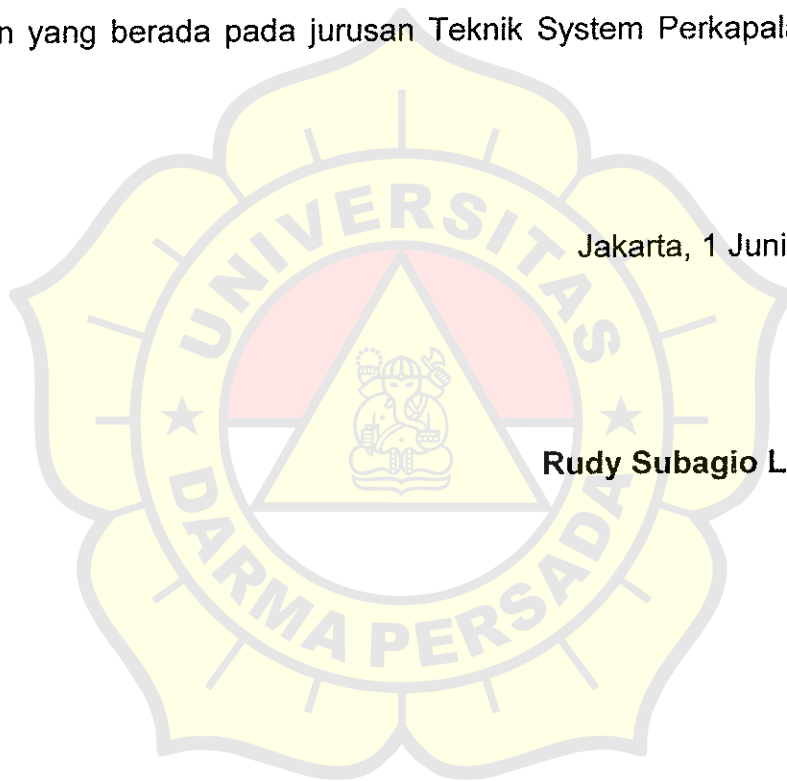 n yang berada pada jurusan Teknik System Perkapala
Jakarta, 1 Juni
Rudy Subagio L
UNIVERSITAS
DARMA PERSADA